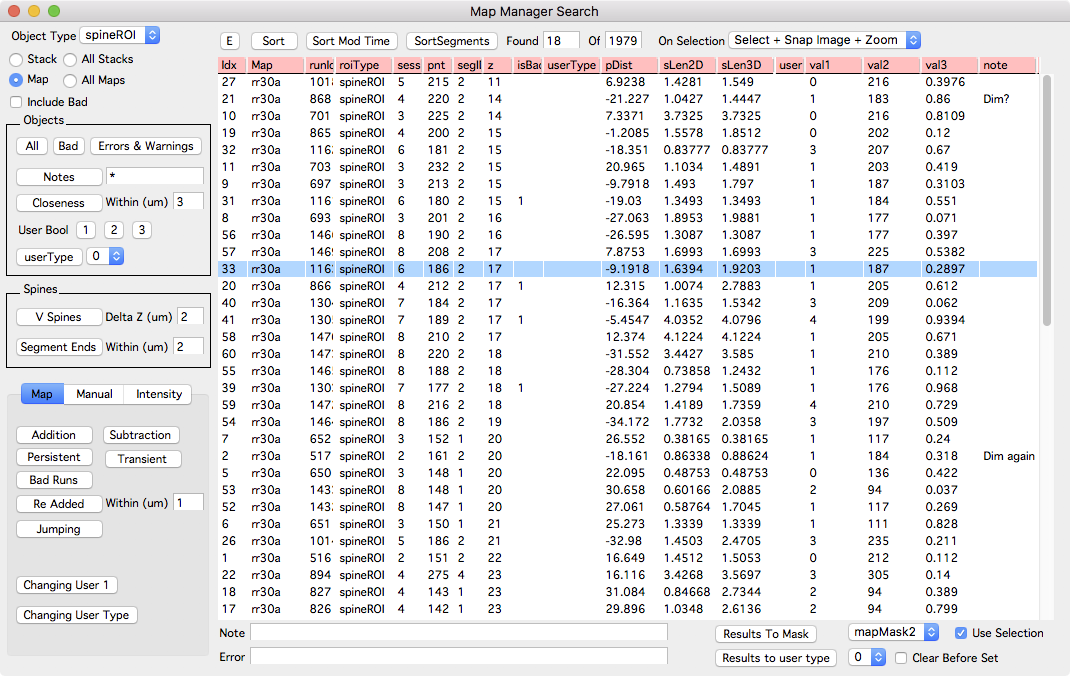 Map Manager Search
Object Type spineROI
Stack All Stacks
Map All Maps
Include Bad
Objects
All Bad Errors & Warnings
Notes *
Closeness Within (um) 3
User Bool 1 2 3
userType 0
Spines
V Spines Delta Z (um) 2
Segment Ends Within (um) 2
Map Manual Intensity
Addition Subtraction
Persistent Transient
Bad Runs
Re Added Within (um) 1
Jumping
Changing User 1
Changing User Type
E Sort Sort Mod Time SortSegments Found 18 Of 1979 On Selection Select + Snap Image + Zoom
Idx Map runIc roiType sess pnt segII z isBac userType pDist sLen2D sLen3D user val1 val2 val3 note
27 rr30a 1018 spineROI 5 215 2 11 6.9238 1.4281 1.549 0 216 0.3976
21 rr30a 868 spineROI 4 220 2 14 -21.227 1.0427 1.4447 1 183 0.86 Dim?
10 rr30a 701 spineROI 3 225 2 14 7.3371 3.7325 3.7325 0 216 0.8109
19 rr30a 865 spineROI 4 200 2 15 -1.2085 1.5578 1.8512 0 202 0.12
32 rr30a 116 spineROI 6 181 2 15 -18.351 0.83777 0.83777 3 207 0.67
11 rr30a 703 spineROI 3 232 2 15 20.965 1.1034 1.4891 1 203 0.419
9 rr30a 697 spineROI 3 213 2 15 -9.7918 1.493 1.797 1 187 0.3103
31 rr30a 116 spineROI 6 180 2 15 1 -19.03 1.3493 1.3493 1 184 0.551
8 rr30a 693 spineROI 3 201 2 16 -27.063 1.8953 1.9881 1 177 0.071
56 rr30a 146 spineROI 8 190 2 16 -26.595 1.3087 1.3087 1 177 0.397
57 rr30a 146 spineROI 8 208 2 17 7.8753 1.6993 1.6993 3 225 0.5382
33 rr30a 116 spineROI 6 186 2 17 -9.1918 1.6394 1.9203 1 187 0.2897
20 rr30a 866 spineROI 4 212 2 17 1 12.315 1.0074 2.7883 1 205 0.612
40 rr30a 130 spineROI 7 184 2 17 -16.364 1.1635 1.5342 3 209 0.062
41 rr30a 130 spineROI 7 189 2 17 1 -5.4547 4.0352 4.0796 4 199 0.9394
58 rr30a 147 spineROI 8 210 2 17 12.374 4.1224 4.1224 1 205 0.671
60 rr30a 147 spineROI 8 220 2 18 -31.552 3.4427 3.585 1 210 0.389
55 rr30a 146 spineROI 8 188 2 18 -28.304 0.73858 1.2432 1 176 0.112
39 rr30a 130 spineROI 7 177 2 18 1 -27.224 1.2794 1.5089 1 176 0.968
59 rr30a 147 spineROI 8 216 2 18 20.854 1.4189 1.7359 4 210 0.729
54 rr30a 146 spineROI 8 186 2 19 -34.172 1.7732 2.0358 3 197 0.509
7 rr30a 652 spineROI 3 152 1 20 26.552 0.38165 0.38165 1 117 0.24
2 rr30a 517 spineROI 2 161 2 20 -18.161 0.86338 0.88624 1 184 0.318 Dim again
5 rr30a 650 spineROI 3 148 1 20 22.095 0.48753 0.48753 0 136 0.422
53 rr30a 143 spineROI 8 148 1 20 30.658 0.60166 2.0885 2 94 0.037
52 rr30a 143 spineROI 8 147 1 20 27.061 0.58764 1.7045 1 117 0.269
6 rr30a 651 spineROI 3 150 1 21 25.273 1.3339 1.3339 1 111 0.828
26 rr30a 101 spineROI 5 186 2 21 -32.98 1.4503 2.4705 3 235 0.211
1 rr30a 516 spineROI 2 151 2 22 16.649 1.4512 1.5053 0 212 0.112
22 rr30a 894 spineROI 4 275 4 23 16.116 3.4268 3.5697 3 305 0.14
18 rr30a 827 spineROI 4 143 1 23 31.084 0.84668 2.7344 2 94 0.389
17 rr30a 826 spineROI 4 142 1 23 29.896 1.0348 2.6136 2 94 0.799
Note Results To Mask mapMask2 Use Selection
Error Results to user type 0 Clear Before Set